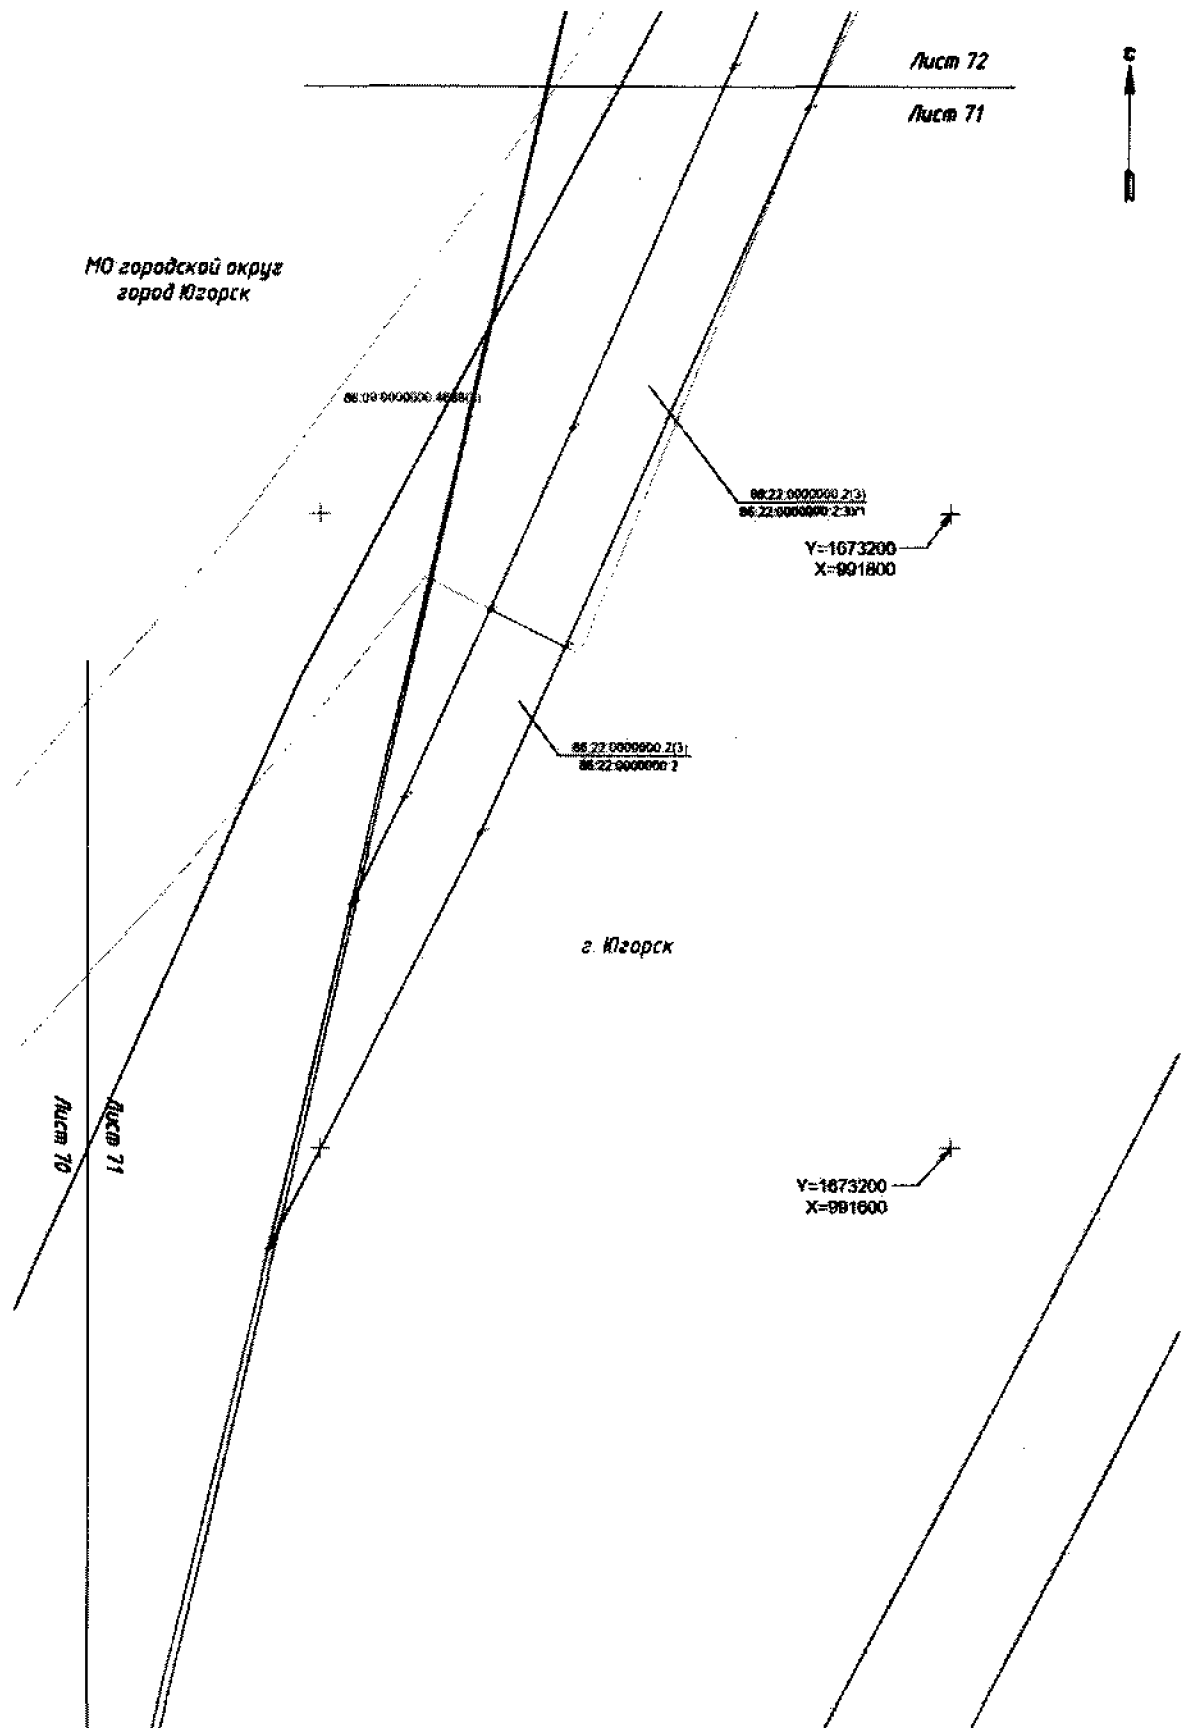 Лист 72
Лист 71
с
МО городской округ
город Югорск
86:22:0000000:2(3)
Y=1673200
X=991800
86:22:0000000:2(3)
86:22:0000000:2
г. Югорск
Лист 71
Лист 70
Y=1673200
X=991600